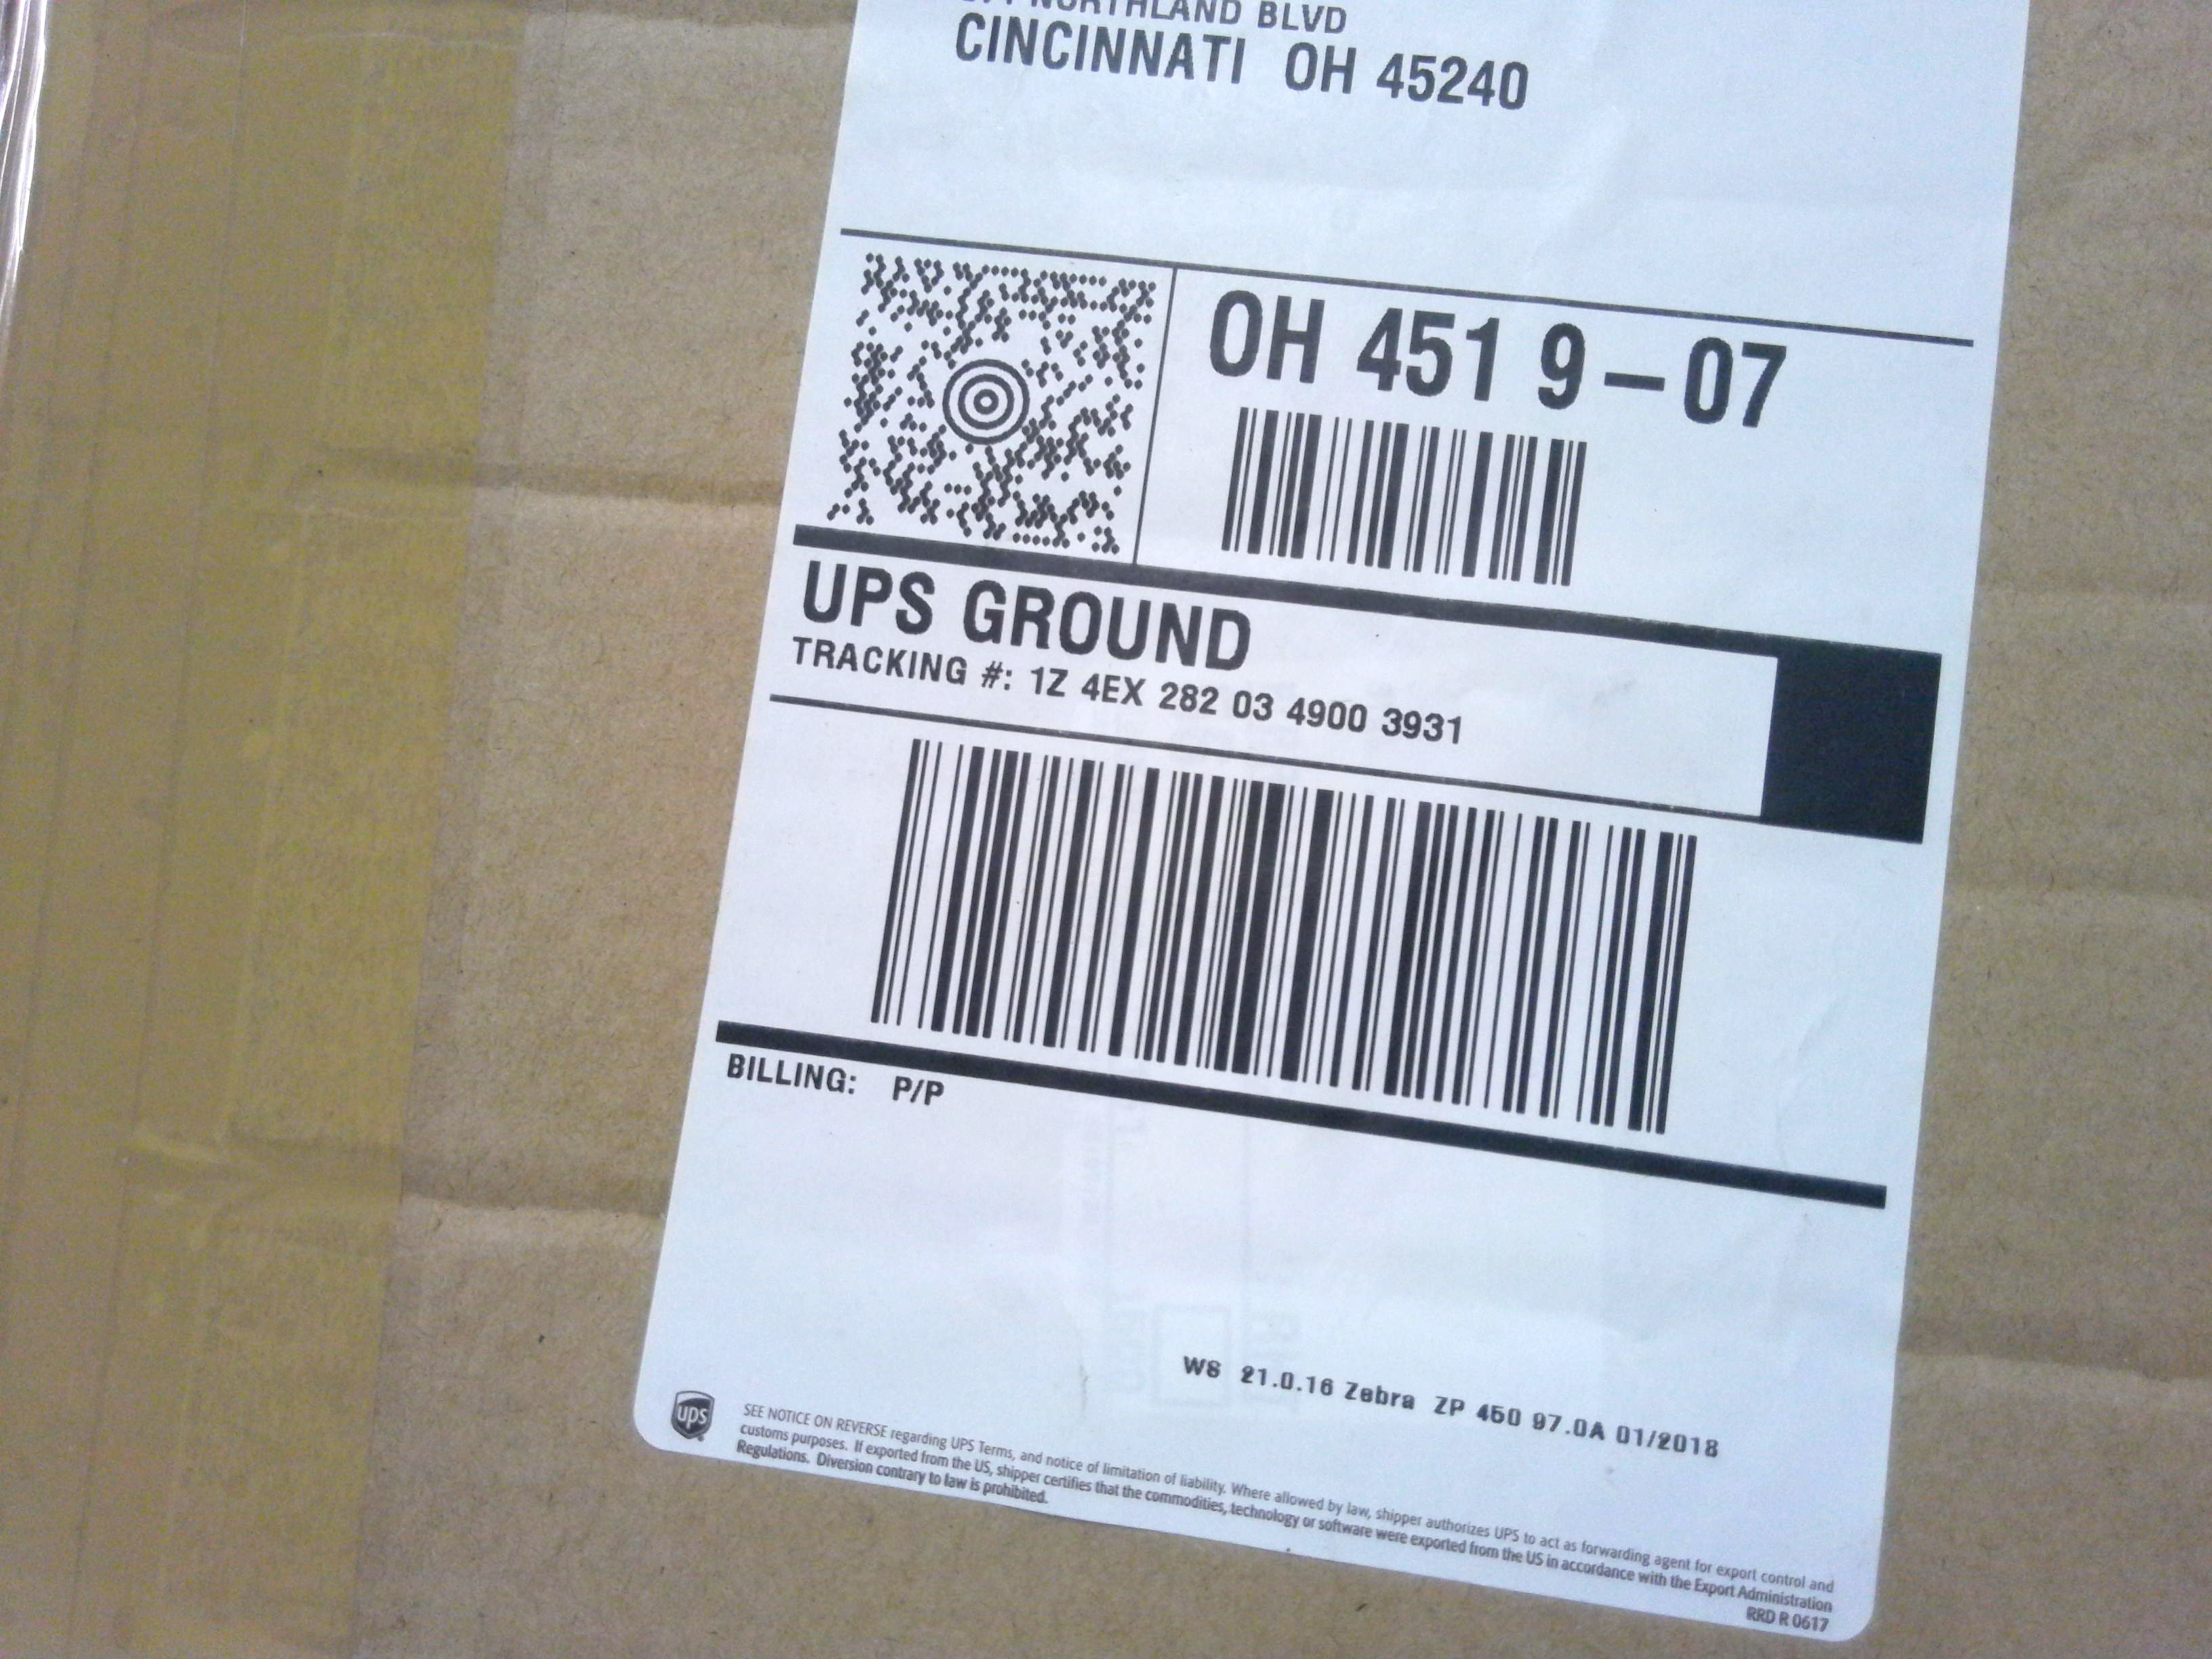 NORTHLAND BLVD
CINCINNATI OH 45240
OH 451 9-07
UPS GROUND
TRACKING #: 1Z 4EX 282 03 4900 3931
BILLING: P/P
WS 21.0.16 Zebra ZP 450 97.0A 01/2018
ups
SEE NOTICE ON REVERSE regarding UPS Terms, and notice of limitation of liability. Where allowed by law, shipper authorizes UPS to act as forwarding agent for export control and
customs purposes. If exported from the US, shipper certifies that the commodities, technology or software were exported from the US in accordance with the Export Administration
Regulations. Diversion contrary to law is prohibited.
RRD R 0617